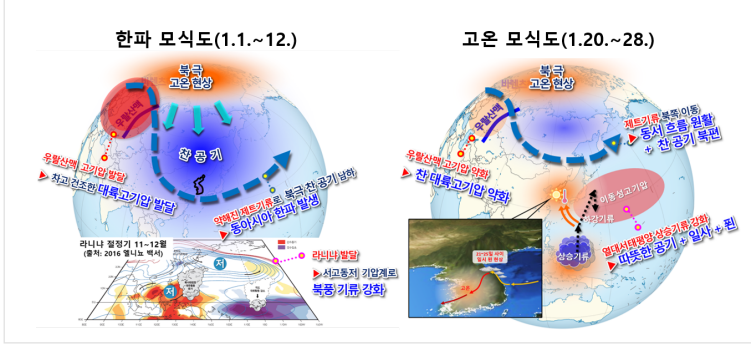 한파 모식도(1.1.~12.)
북극
고온 현상
우랄산맥
찬 공 기
우랄산맥 고기압 발달
▶ 차고 건조한 대륙고기압 발달
약해진 제트기류로, 북극 찬 공기 남하
▶ 동아시아 한파 발생
라니냐 절정기 11~12월
(출처: 2016 엘니뇨 백서)
저
저
라니냐 발달
▶ 서고동저 기압계로
북풍 기류 강화
고온 모식도(1.20.~28.)
북극
고온 현상
우랄산맥
제트기류 북쪽 이동
▶ 동서 흐름 원활
+ 찬 공기 북편
우랄산맥 고기압 약화
▶ 찬 대륙고기압 약화
이동성고기압
상승기류
열대서태평양 상승기류 강화
▶ 따뜻한 공기 + 일사 + 푄